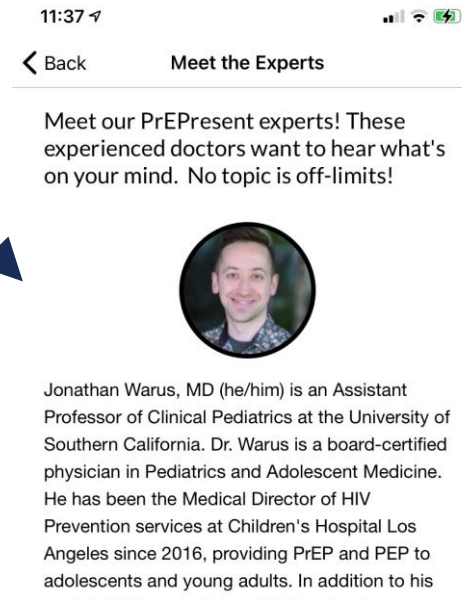 11:37
Back Meet the Experts
Meet our PrEPresent experts! These
experienced doctors want to hear what's
on your mind. No topic is off-limits!
Jonathan Warus, MD (he/him) is an Assistant
Professor of Clinical Pediatrics at the University of
Southern California. Dr. Warus is a board-certified
physician in Pediatrics and Adolescent Medicine.
He has been the Medical Director of HIV
Prevention services at Children's Hospital Los
Angeles since 2016, providing PrEP and PEP to
adolescents and young adults. In addition to his